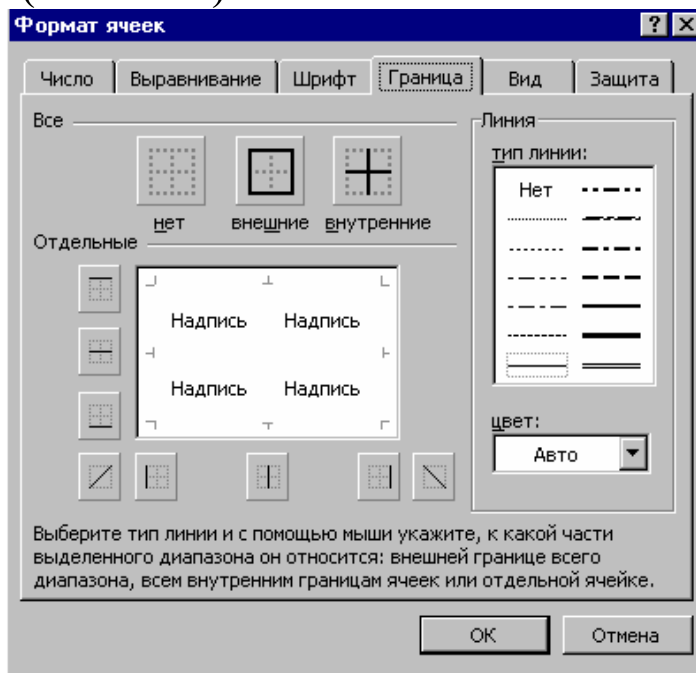 Формат ячеек
Число Выравнивание Шрифт Граница Вид Защита
Все
нет внешние внутренние
Отдельные
Надпись Надпись
Надпись Надпись
Линия
тип линии:
Нет
цвет:
Авто
Выберите тип линии и с помощью мыши укажите, к какой части
выделенного диапазона он относится: внешней границе всего
диапазона, всем внутренним границам ячеек или отдельной ячейке.
ОК Отмена